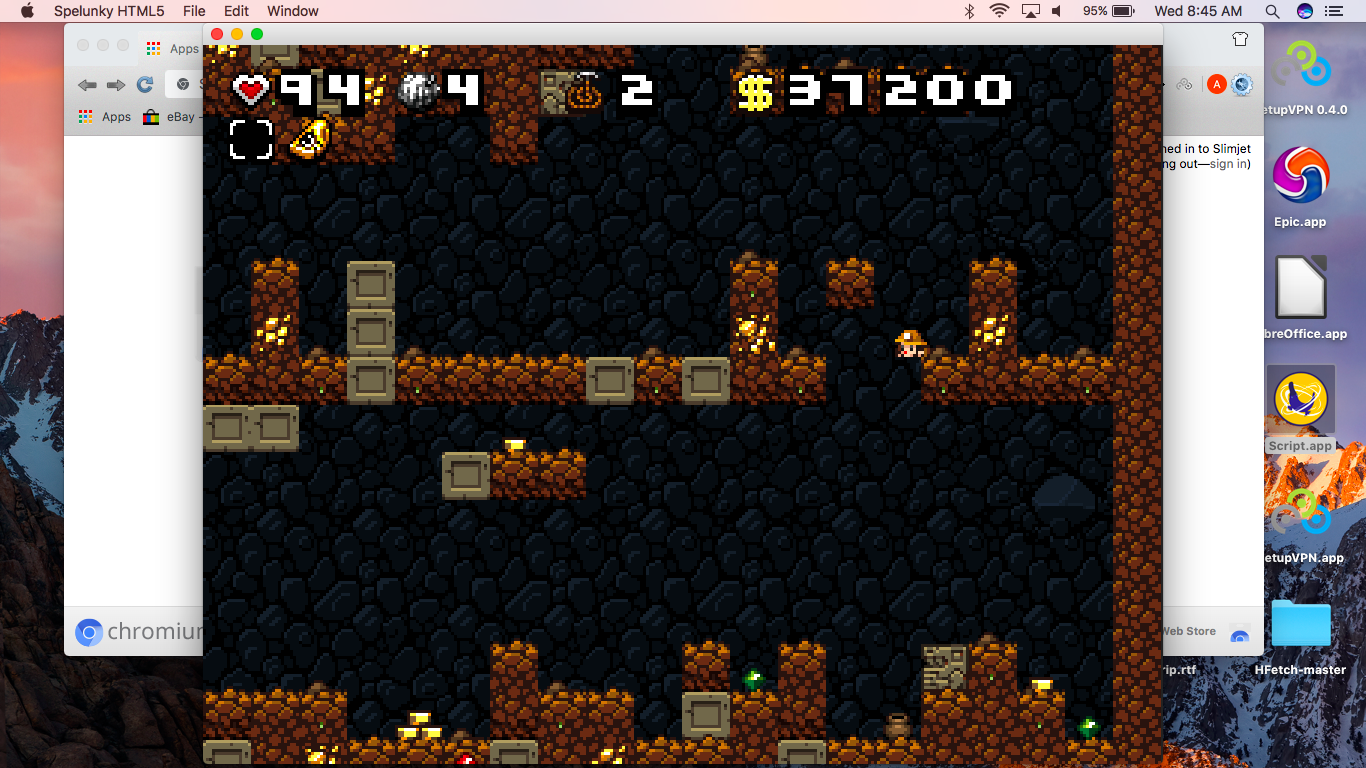 Spelunky HTML5 File Edit Window 95% Wed 8:45 AM
Apps
94 4 2 $37200
etupVPN 0.4.0
Apps eBay -
ned in to Slimjet
ng out—sign in)
Epic.app
breOffice.app
Script.app
etupVPN.app
chromiun
Web Store
rip.rtf
HFetch-master